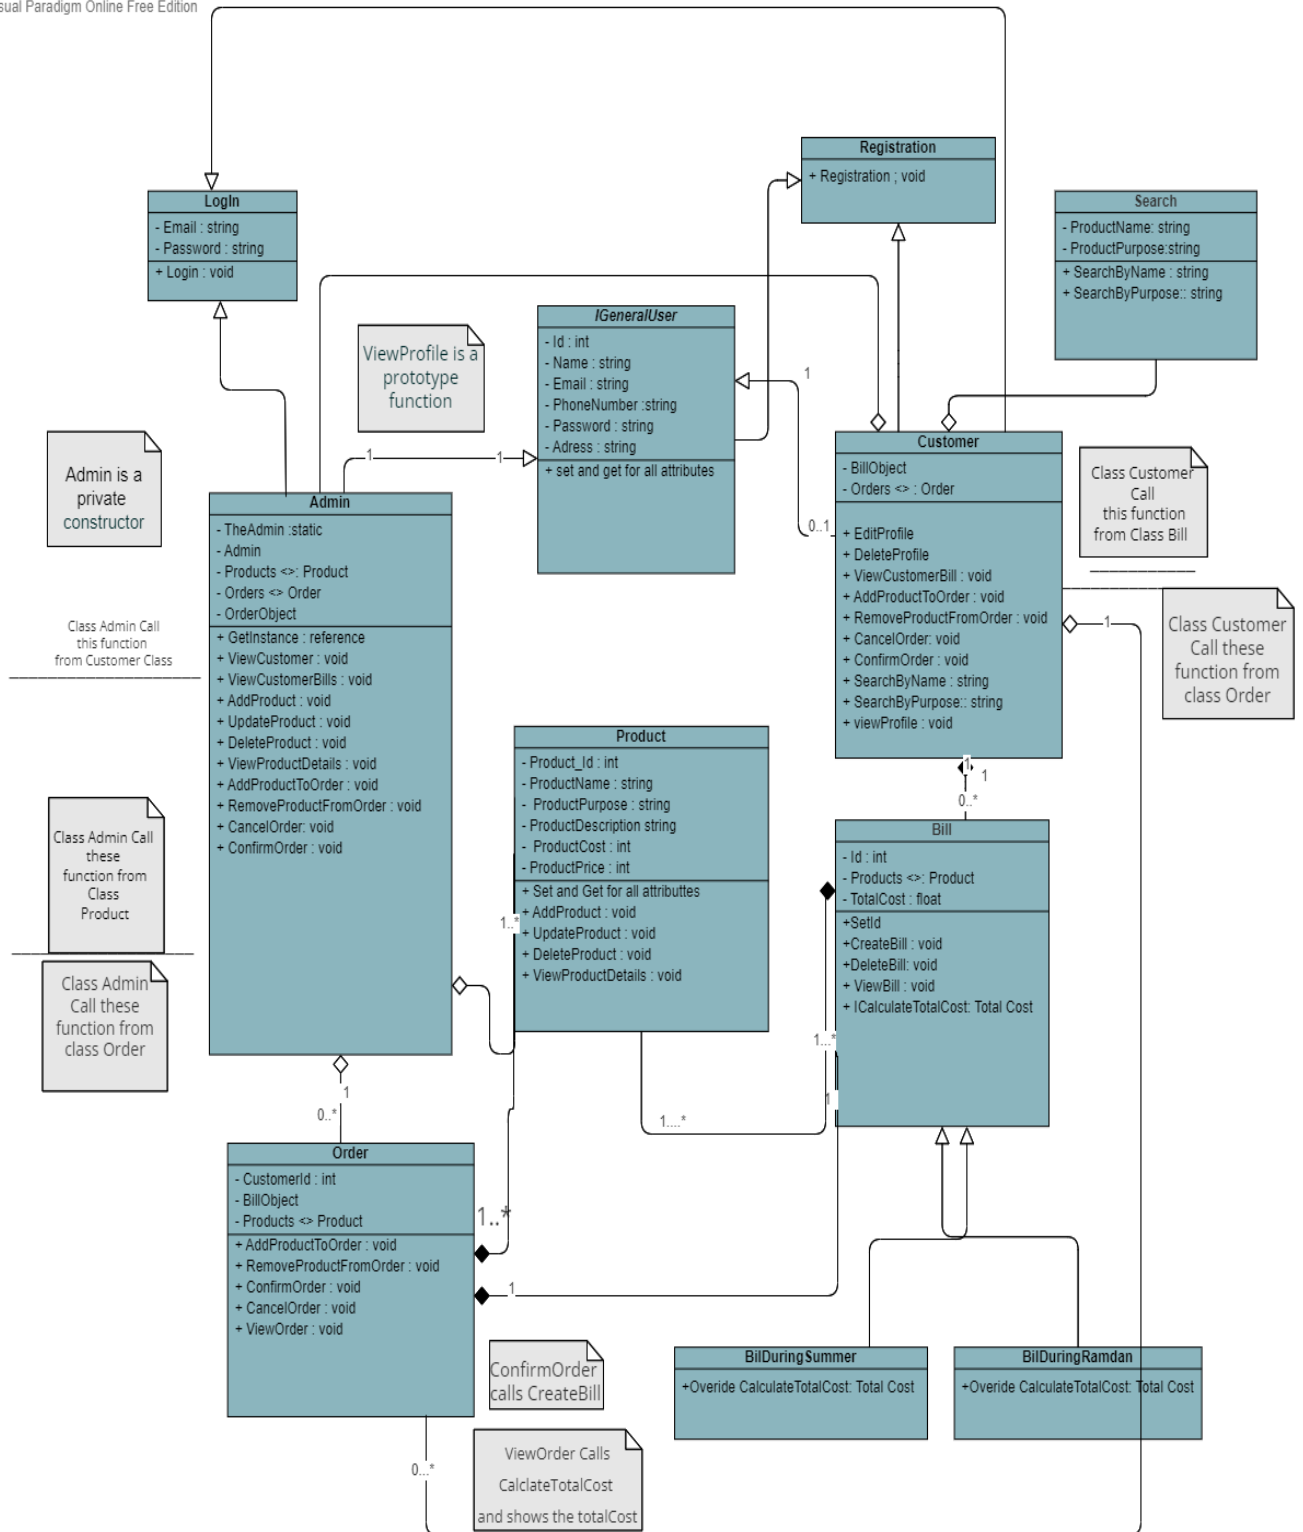 sual Paradigm Online Free Edition
Registration
+ Registration ; void
LogIn
- Email : string
- Password : string
+ Login : void
Search
- ProductName: string
- ProductPurpose:string
+ SearchByName : string
+ SearchByPurpose:: string
IGeneralUser
- Id : int
- Name : string
- Email : string
- PhoneNumber :string
- Password : string
- Adress : string
+ set and get for all attributes
ViewProfile is a
prototype
function
1
1
1
0..1
Admin is a
private
constructor
Customer
- BillObject
- Orders <> : Order
+ EditProfile
+ DeleteProfile
+ ViewCustomerBill : void
+ AddProductToOrder : void
+ RemoveProductFromOrder : void
+ CancelOrder: void
+ ConfirmOrder : void
+ SearchByName : string
+ SearchByPurpose:: string
+ viewProfile : void
Class Customer
Call
this function
from Class Bill
Class Customer
Call these
function from
class Order
1
Admin
- TheAdmin :static
- Admin
- Products <>: Product
- Orders <> Order
- OrderObject
+ GetInstance : reference
+ ViewCustomer : void
+ ViewCustomerBills : void
+ AddProduct : void
+ UpdateProduct : void
+ DeleteProduct : void
+ ViewProductDetails : void
+ AddProductToOrder : void
+ RemoveProductFromOrder : void
+ CancelOrder: void
+ ConfirmOrder : void
Class Admin Call
this function
from Customer Class
Class Admin Call
these
function from
Class
Product
Class Admin
Call these
function from
class Order
Product
- Product_Id : int
- ProductName : string
- ProductPurpose : string
- ProductDescription string
- ProductCost : int
- ProductPrice : int
+ Set and Get for all attributtes
+ AddProduct : void
+ UpdateProduct : void
+ DeleteProduct : void
+ ViewProductDetails : void
1..*
1
1
0..*
Bill
- Id : int
- Products <>: Product
- TotalCost : float
+SetId
+CreateBill : void
+DeleteBill: void
+ ViewBill : void
+ ICalculateTotalCost: Total Cost
1...*
1
1....*
1
0..*
Order
- CustomerId : int
- BillObject
- Products <> Product
+ AddProductToOrder : void
+ RemoveProductFromOrder : void
+ ConfirmOrder : void
+ CancelOrder : void
+ ViewOrder : void
1..*
1
ConfirmOrder
calls CreateBill
ViewOrder Calls
CalclateTotalCost
and shows the totalCost
0...*
BilDuringSummer
+Overide CalculateTotalCost: Total Cost
BilDuringRamdan
+Overide CalculateTotalCost: Total Cost